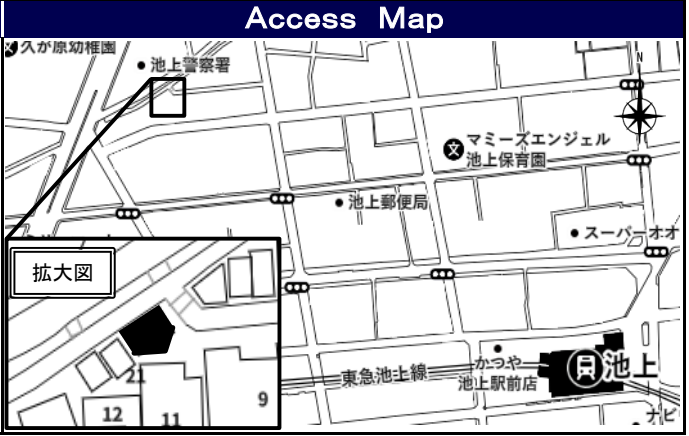 Access Map
久が原幼稚園
池上警察署
N
マミーズエンジェル
池上保育園
池上郵便局
スーパーオオ
拡大図
かつや
池上駅前店
東急池上線
池上
21
12
11
9
ナビ